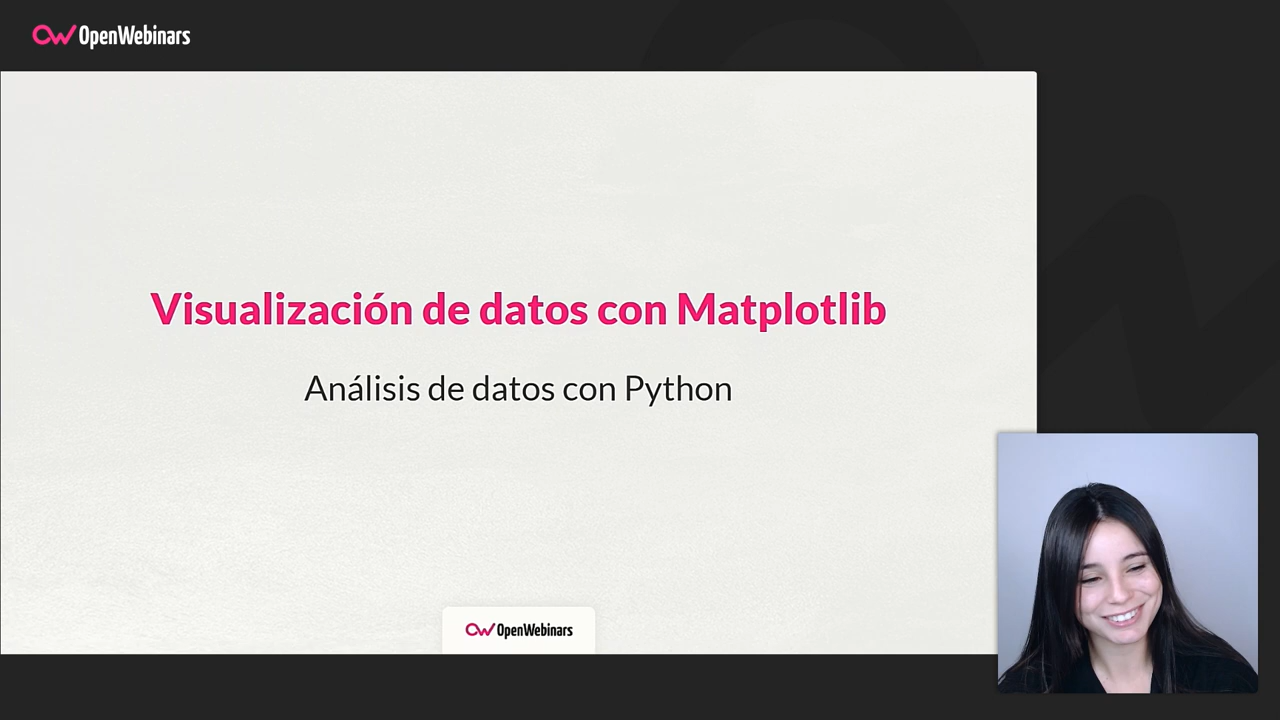 OpenWebinars
Visualización de datos con Matplotlib
Análisis de datos con Python
OpenWebinars